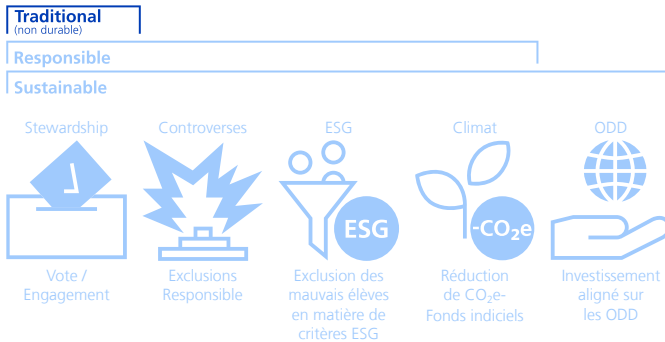 Traditional
(non durable)
Responsible
Sustainable
Stewardship
Controverses
ESG
Climat
ODD
ESG
-CO₂e
Vote /
Engagement
Exclusions
Responsible
Exclusion des
mauvais élèves
en matière de
critères ESG
Réduction
de CO₂e-
Fonds indiciels
Investissement
aligné sur
les ODD